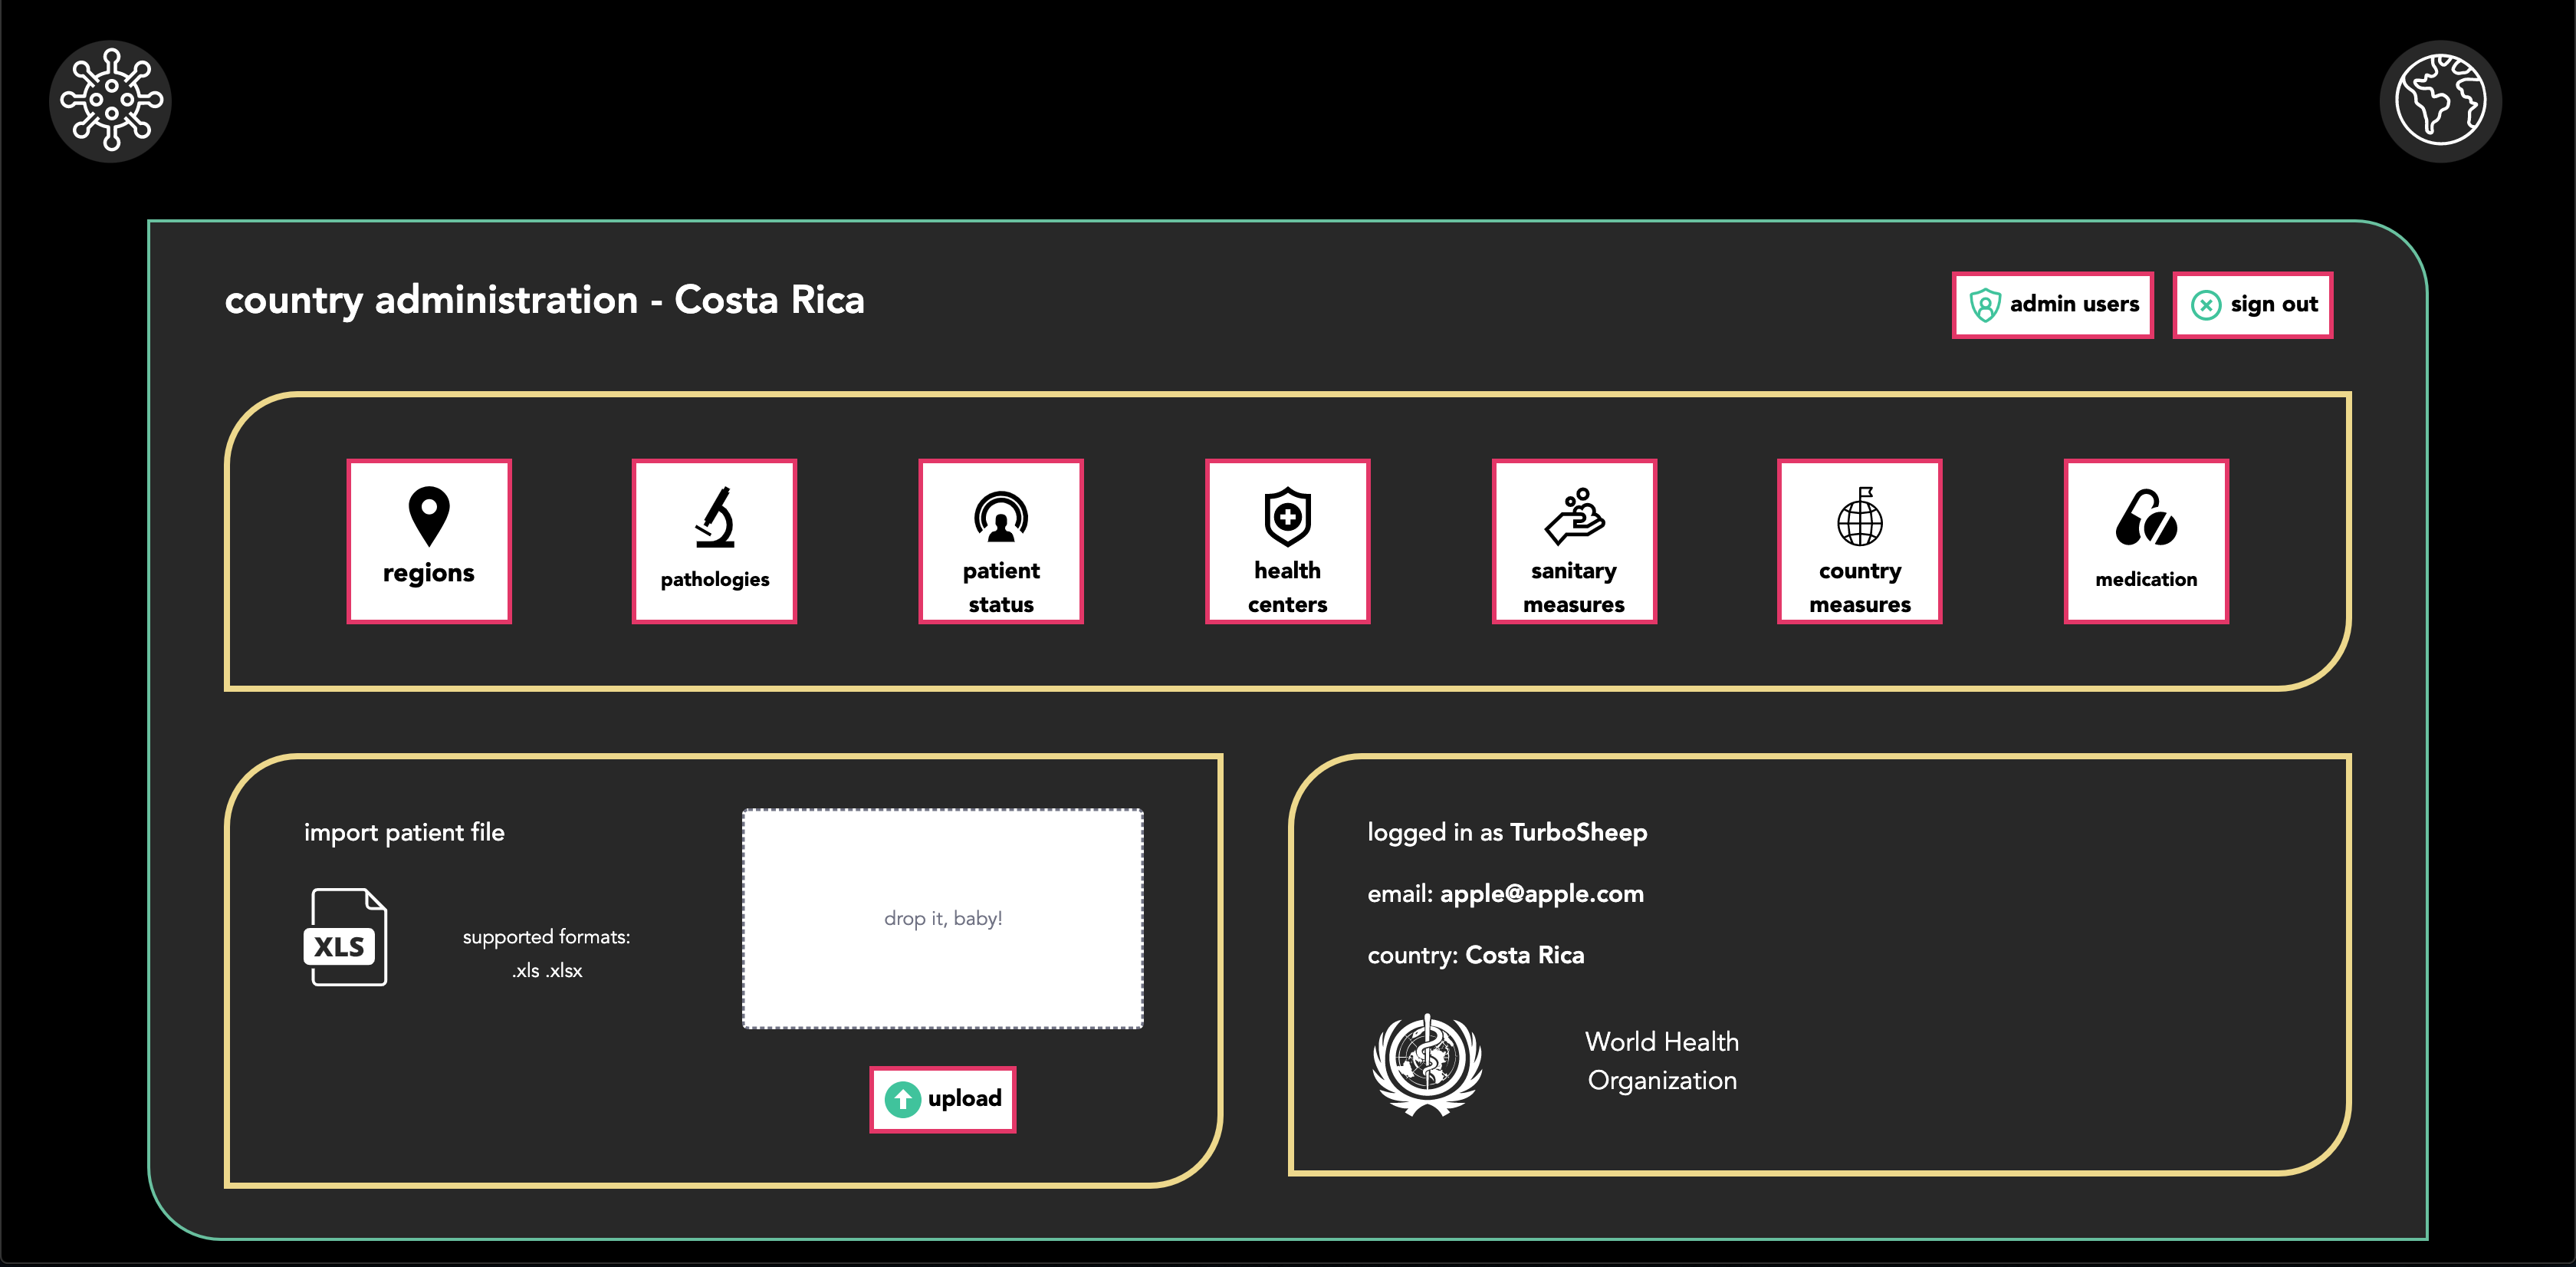 country administration - Costa Rica
admin users
sign out
regions
pathologies
patient
status
health
centers
sanitary
measures
country
measures
medication
import patient file
XLS
supported formats:
.xls .xlsx
drop it, baby!
upload
logged in as TurboSheep
email: apple@apple.com
country: Costa Rica
World Health
Organization